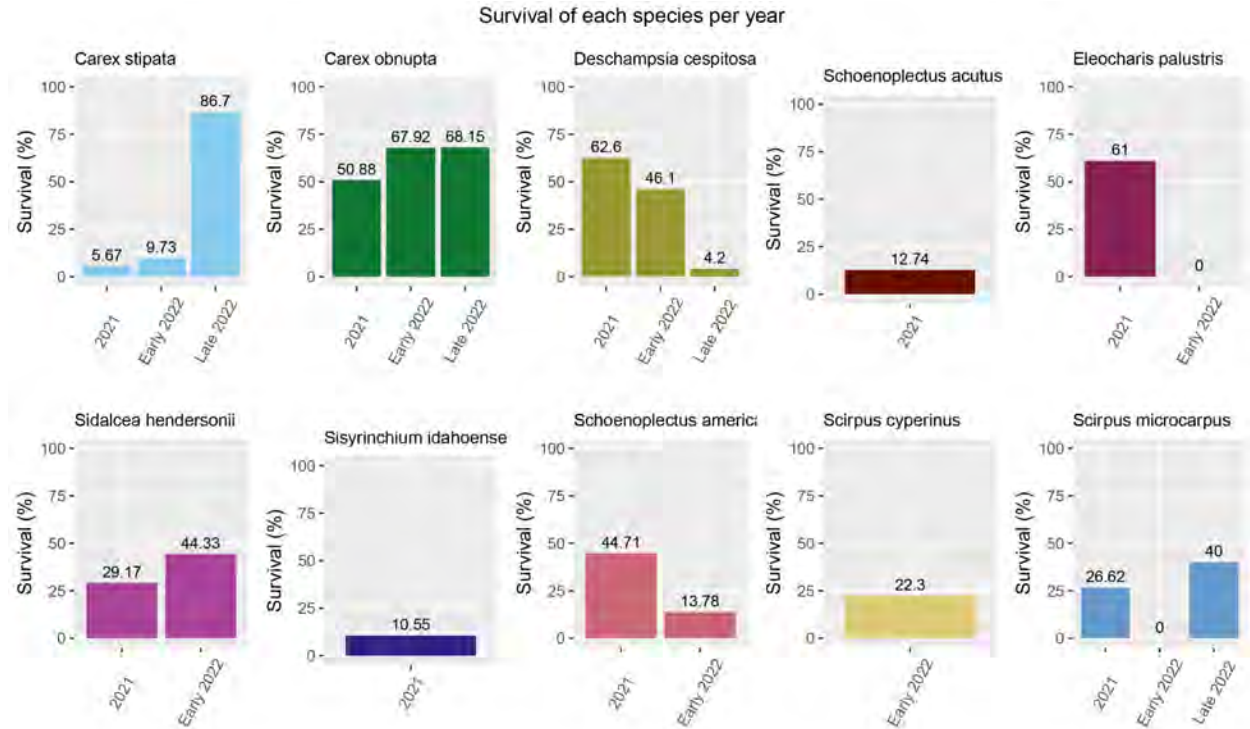 Survival of each species per year
Carex stipata
Survival (%)
100
75
50
25
0
5.67
9.73
86.7
2021
Early 2022
Late 2022
Carex obnupta
Survival (%)
100
75
50
25
0
50.88
67.92
68.15
2021
Early 2022
Late 2022
Deschampsia cespitosa
Survival (%)
100
75
50
25
0
62.6
46.1
4.2
2021
Early 2022
Late 2022
Schoenoplectus acutus
Survival (%)
100
75
50
25
0
12.74
2021
Eleocharis palustris
Survival (%)
100
75
50
25
0
61
0
2021
Early 2022
Sidalcea hendersonii
Survival (%)
100
75
50
25
0
29.17
44.33
2021
Early 2022
Sisyrinchium idahoense
Survival (%)
100
75
50
25
0
10.55
2021
Schoenoplectus americ
Survival (%)
100
75
50
25
0
44.71
13.78
2021
Early 2022
Scirpus cyperinus
Survival (%)
100
75
50
25
0
22.3
Early 2022
Scirpus microcarpus
Survival (%)
100
75
50
25
0
26.62
0
40
2021
Early 2022
Late 2022